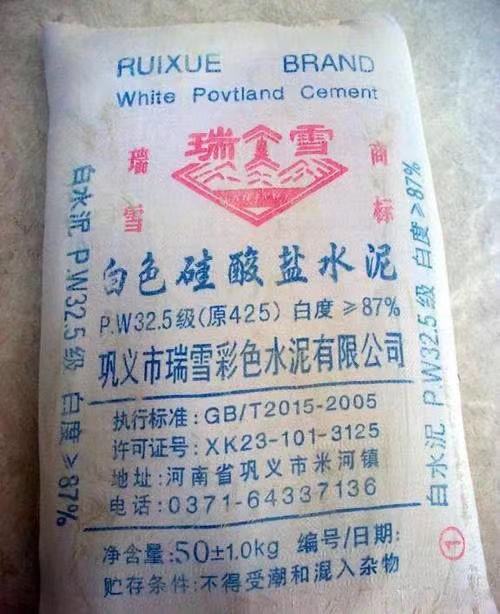 RUIXUE BRAND
White Povtland Cement
瑞雪
瑞雪
商标
白色硅酸盐水泥
P.W32.5级(原425) 白度≥87%
巩义市瑞雪彩色水泥有限公司
执行标准:GB/T2015-2005
许可证号:XK23-101-3125
地址:河南省巩义市米河镇
电话:0371-64337136
净含量:50±1.0kg 编号/日期:
贮存条件:不得受潮和混入杂物
白水泥 P.W32.5级 白度≥87%
白水泥 P.W32.5级 白度≥87%